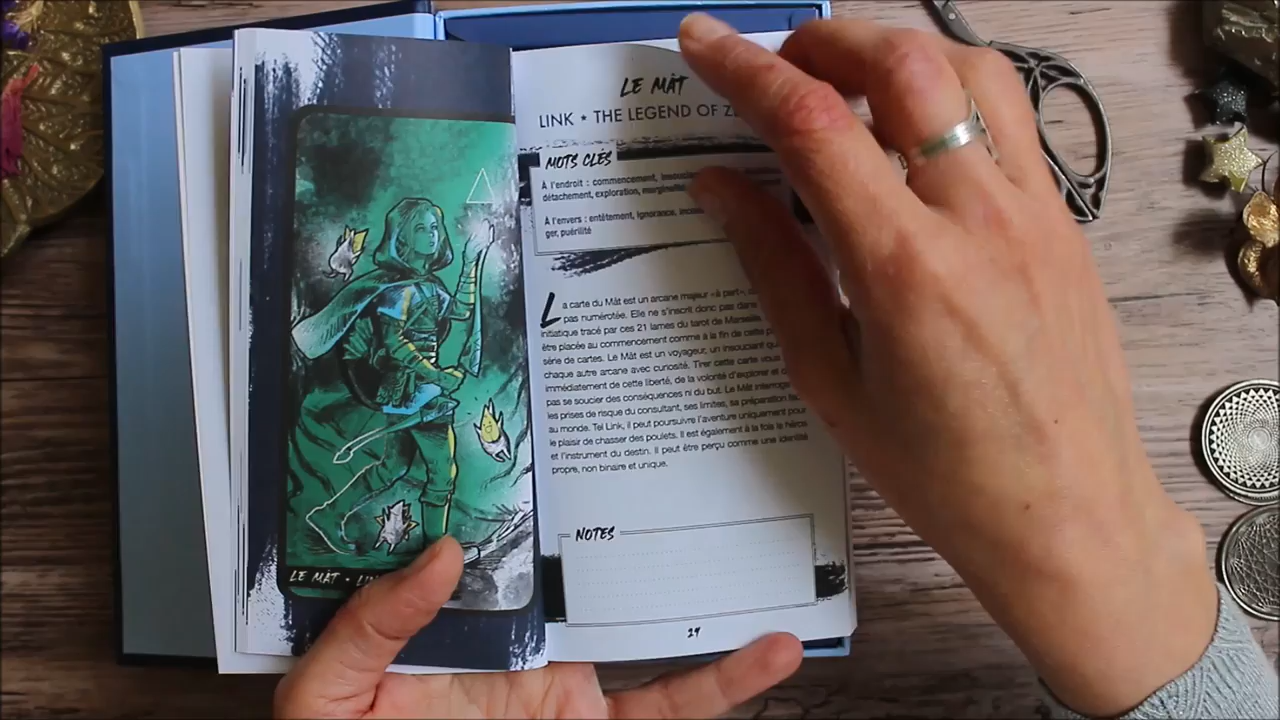 LE MÂT • LINK
LE MÂT
LINK * THE LEGEND OF
MOTS CLÉS
À l'endroit : commencement,
détachement, exploration, marginalité
À l'envers : entêtement, ignorance,
ger, puérilité
La carte du Mât est un arcane majeur «à part»,
pas numérotée. Elle ne s'inscrit donc pas dans
initiatique tracé par ces 21 lames du tarot de Marseille
être placée au commencement comme à la fin de cette
série de cartes. Le Mât est un voyageur, un insouciant
chaque autre arcane avec curiosité. Tirer cette carte vous
immédiatement de cette liberté, de la volonté d'explorer et
pas se soucier des conséquences ni du but. Le Mât interroge
les prises de risque du consultant, ses limites, sa préparation
au monde. Tel Link, il peut poursuivre l'aventure uniquement pour
le plaisir de chasser des poulets. Il est également à la fois le héros
et l'instrument du destin. Il peut être perçu comme une identité
propre, non binaire et unique.
NOTES
29